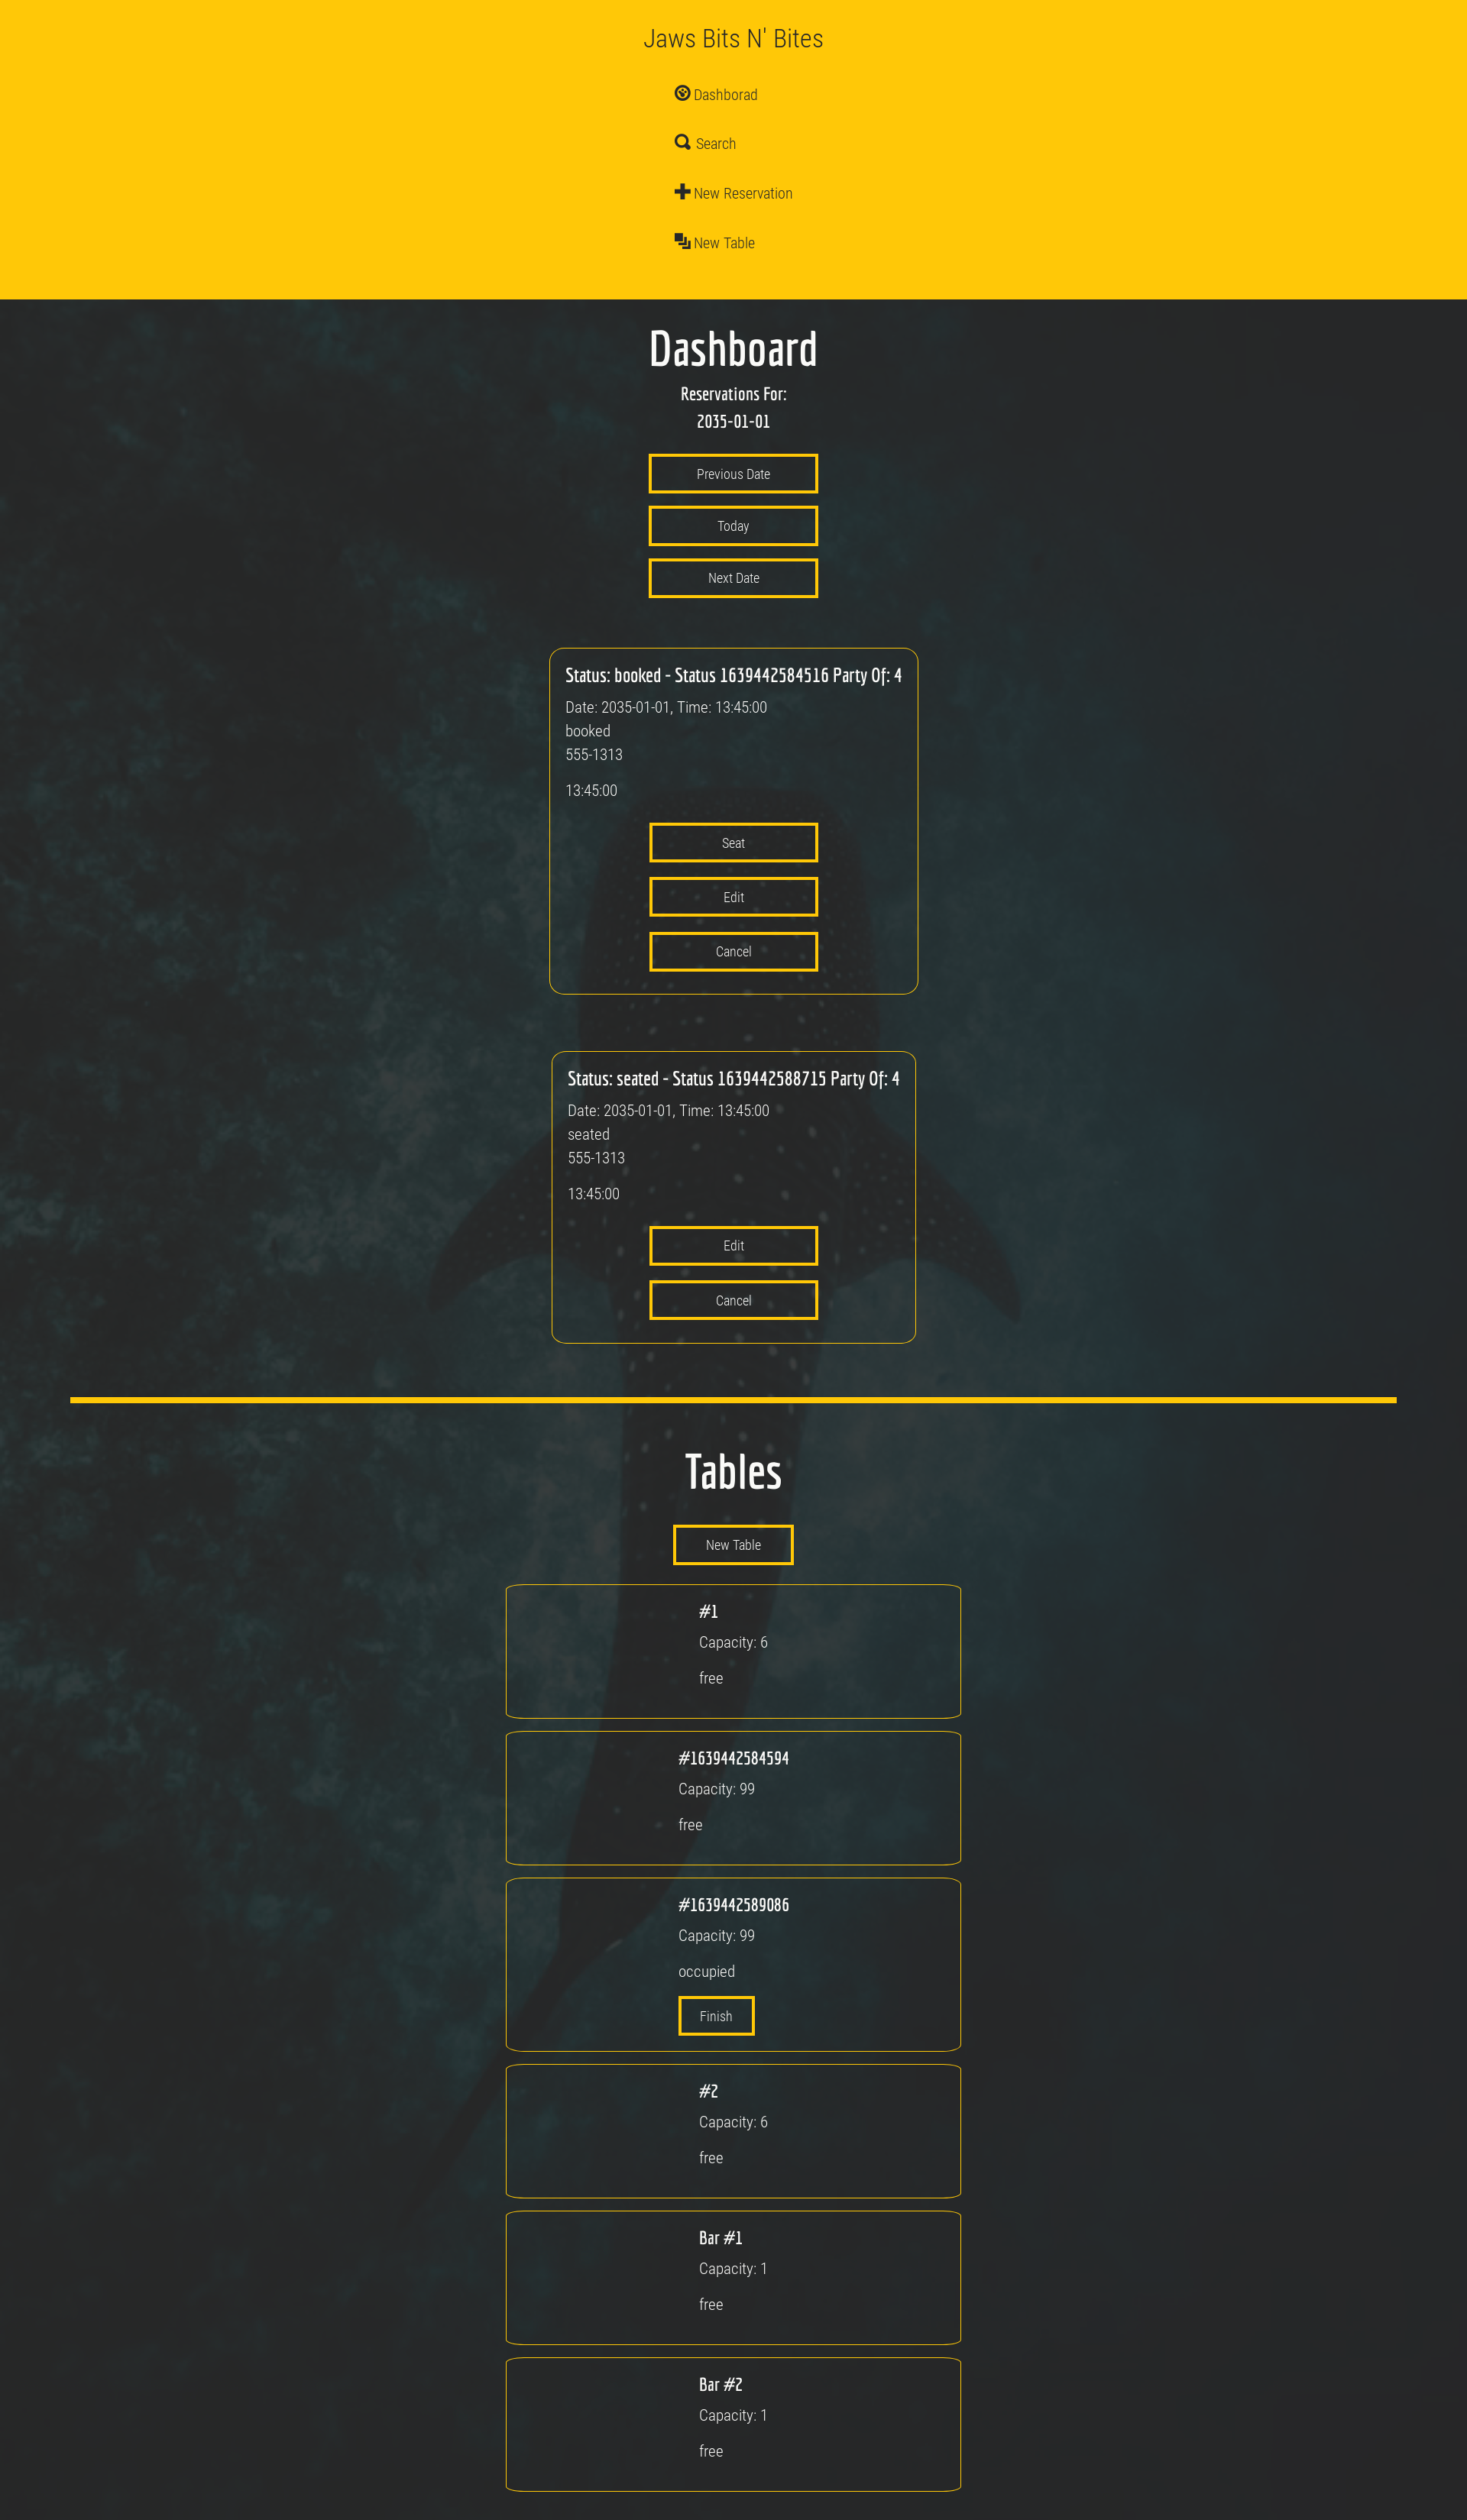 Jaws Bits N' Bites
Dashborad
Search
New Reservation
New Table
Dashboard
Reservations For:
2035-01-01
Previous Date
Today
Next Date
Status: booked - Status 1639442584516 Party Of: 4
Date: 2035-01-01, Time: 13:45:00
booked
555-1313
13:45:00
Seat
Edit
Cancel
Status: seated - Status 1639442588715 Party Of: 4
Date: 2035-01-01, Time: 13:45:00
seated
555-1313
13:45:00
Edit
Cancel
Tables
New Table
#1
Capacity: 6
free
#1639442584594
Capacity: 99
free
#1639442589086
Capacity: 99
occupied
Finish
#2
Capacity: 6
free
Bar #1
Capacity: 1
free
Bar #2
Capacity: 1
free